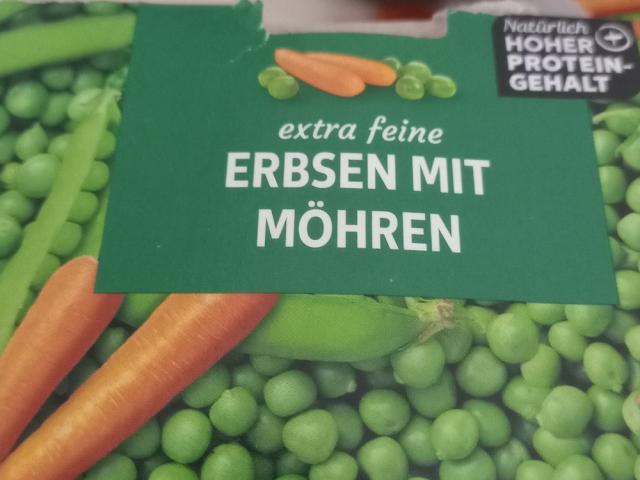 Natürlich
HOHER
PROTEIN-
GEHALT
extra feine
ERBSEN MIT
MÖHREN